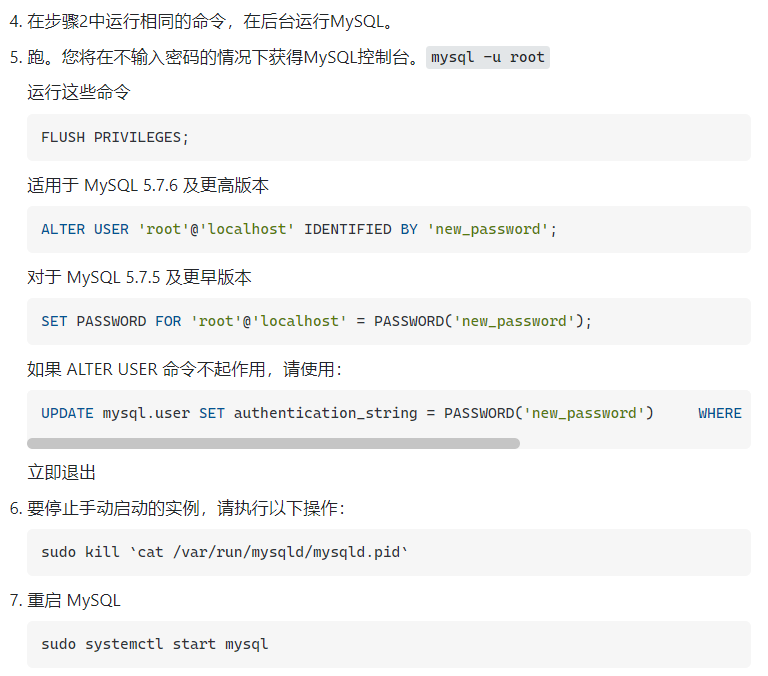 4. 在步骤2中运行相同的命令，在后台运行MySQL。
5. 跑。您将在不输入密码的情况下获得MySQL控制台。 mysql -u root
运行这些命令
FLUSH PRIVILEGES;
适用于 MySQL 5.7.6 及更高版本
ALTER USER 'root'@'localhost' IDENTIFIED BY 'new_password';
对于 MySQL 5.7.5 及更早版本
SET PASSWORD FOR 'root'@'localhost' = PASSWORD('new_password');
如果 ALTER USER 命令不起作用，请使用：
UPDATE mysql.user SET authentication_string = PASSWORD('new_password')     WHERE
立即退出
6. 要停止手动启动的实例，请执行以下操作：
sudo kill `cat /var/run/mysqld/mysqld.pid`
7. 重启 MySQL
sudo systemctl start mysql